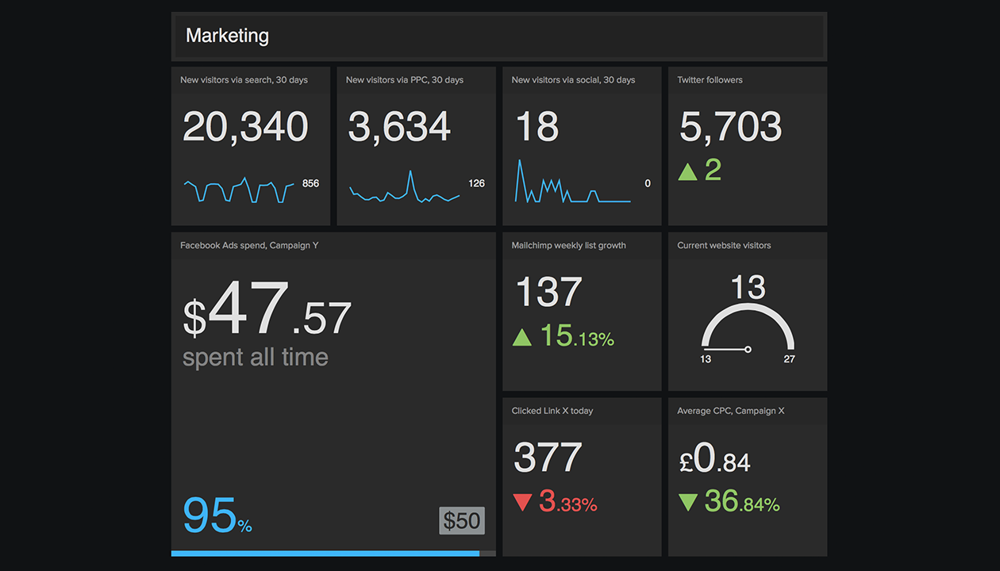 Marketing
New visitors via search, 30 days
20,340
856
New visitors via PPC, 30 days
3,634
126
New visitors via social, 30 days
18
0
Twitter followers
5,703
2
Facebook Ads spend, Campaign Y
$47.57
spent all time
95%
$50
Mailchimp weekly list growth
137
15.13%
Current website visitors
13
13
27
Clicked Link X today
377
3.33%
Average CPC, Campaign X
£0.84
36.84%